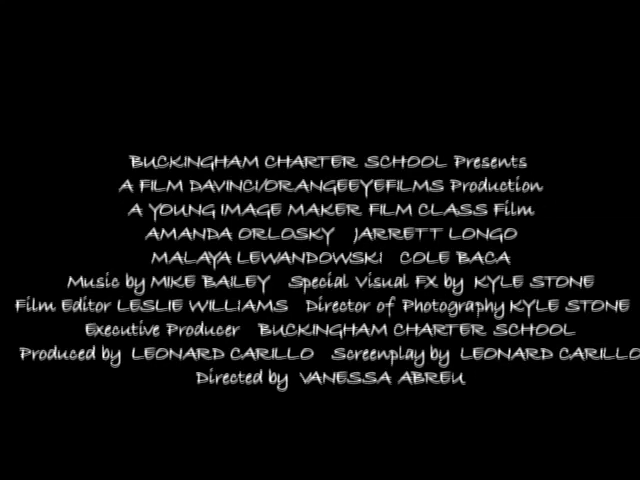 BUCKINGHAM CHARTER SCHOOL Presents
A FILM DAVINCI/ORANGEEYEFILMS Production
A YOUNG IMAGE MAKER FILM CLASS Film
AMANDA ORLOSKY JARRETT LONGO
MALAYA LEWANDOWSKI COLE BACA
Music by MIKE BAILEY Special Visual FX by KYLE STONE
Film Editor LESLIE WILLIAMS Director of Photography KYLE STONE
Executive Producer BUCKINGHAM CHARTER SCHOOL
Produced by LEONARD CARILLO Screenplay by LEONARD CARILLO
Directed by VANESSA ABREU